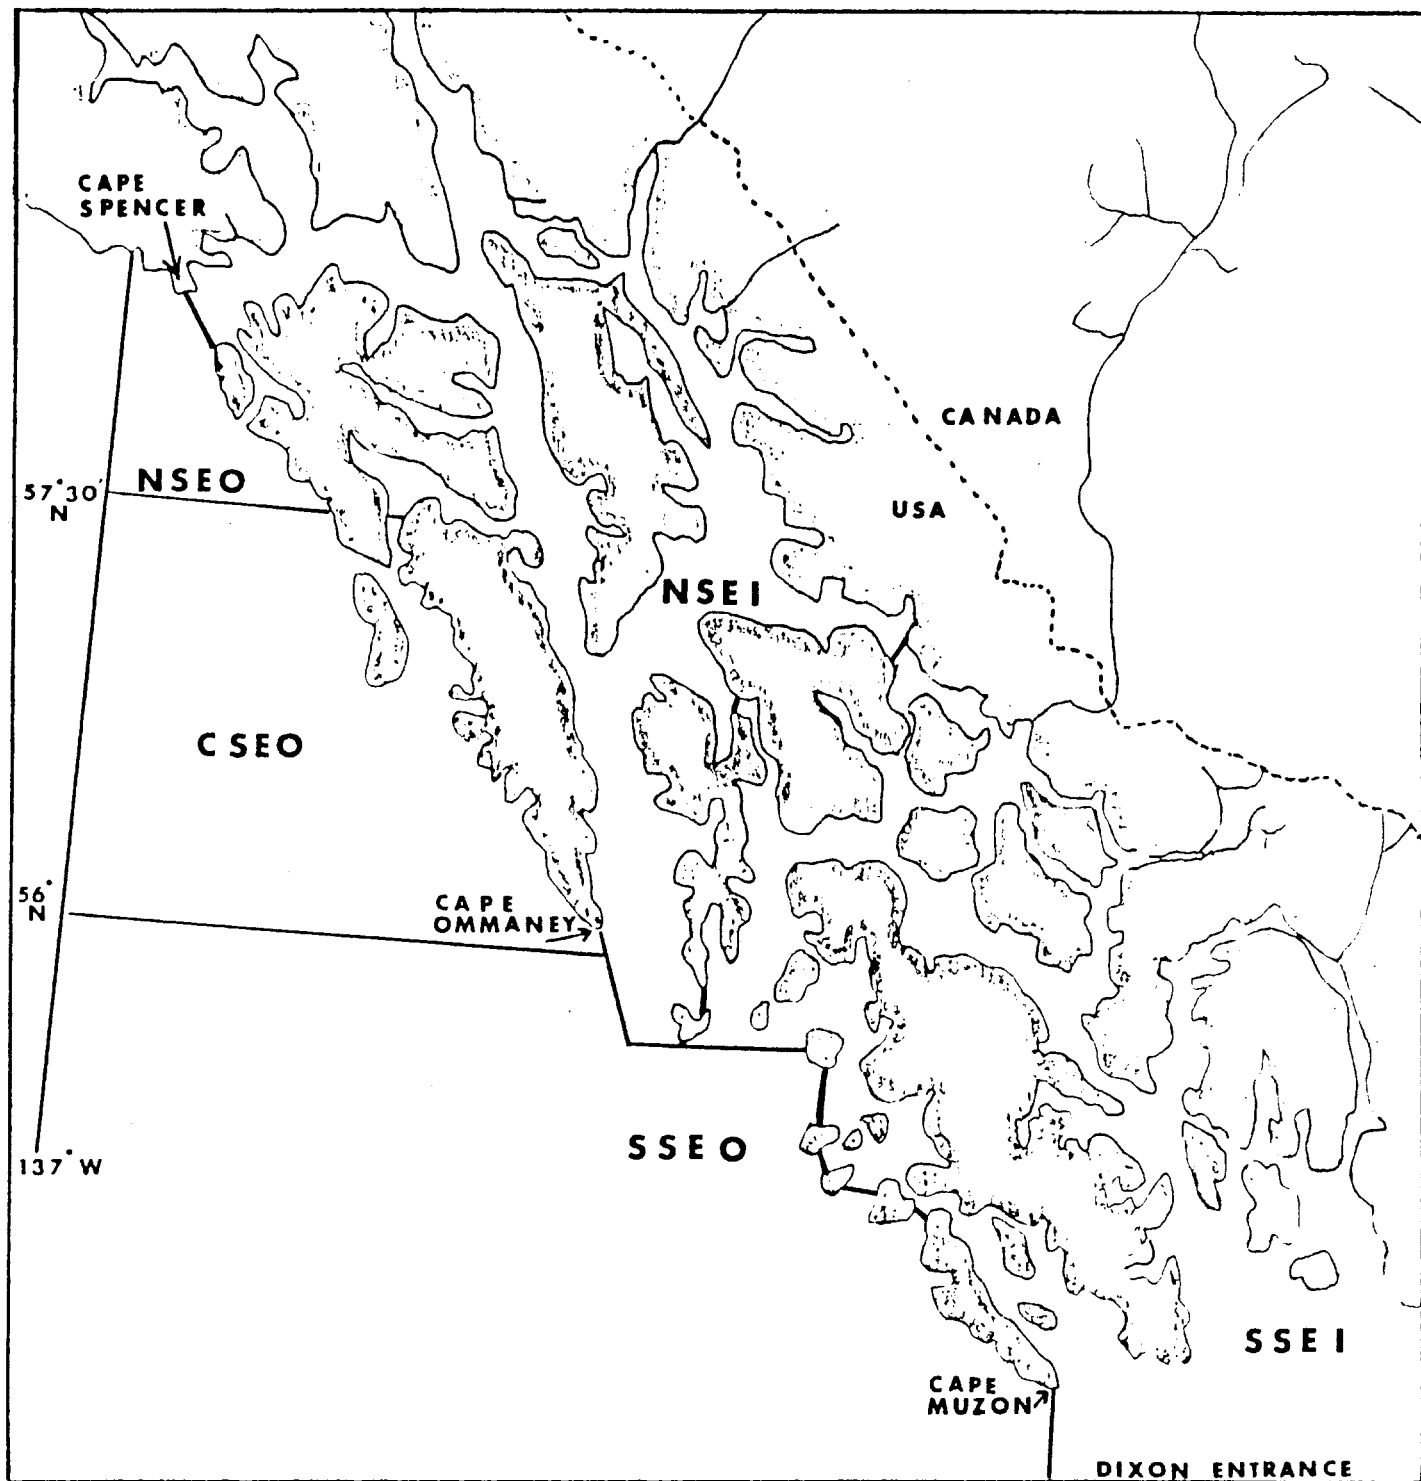 CAPE
SPENCER
CANADA
NSEO
57°30'
N
USA
NSEI
CSEO
56°
N
CAPE
OMMANEY
SSEO
137°W
SSEI
CAPE
MUZON
DIXON ENTRANCE